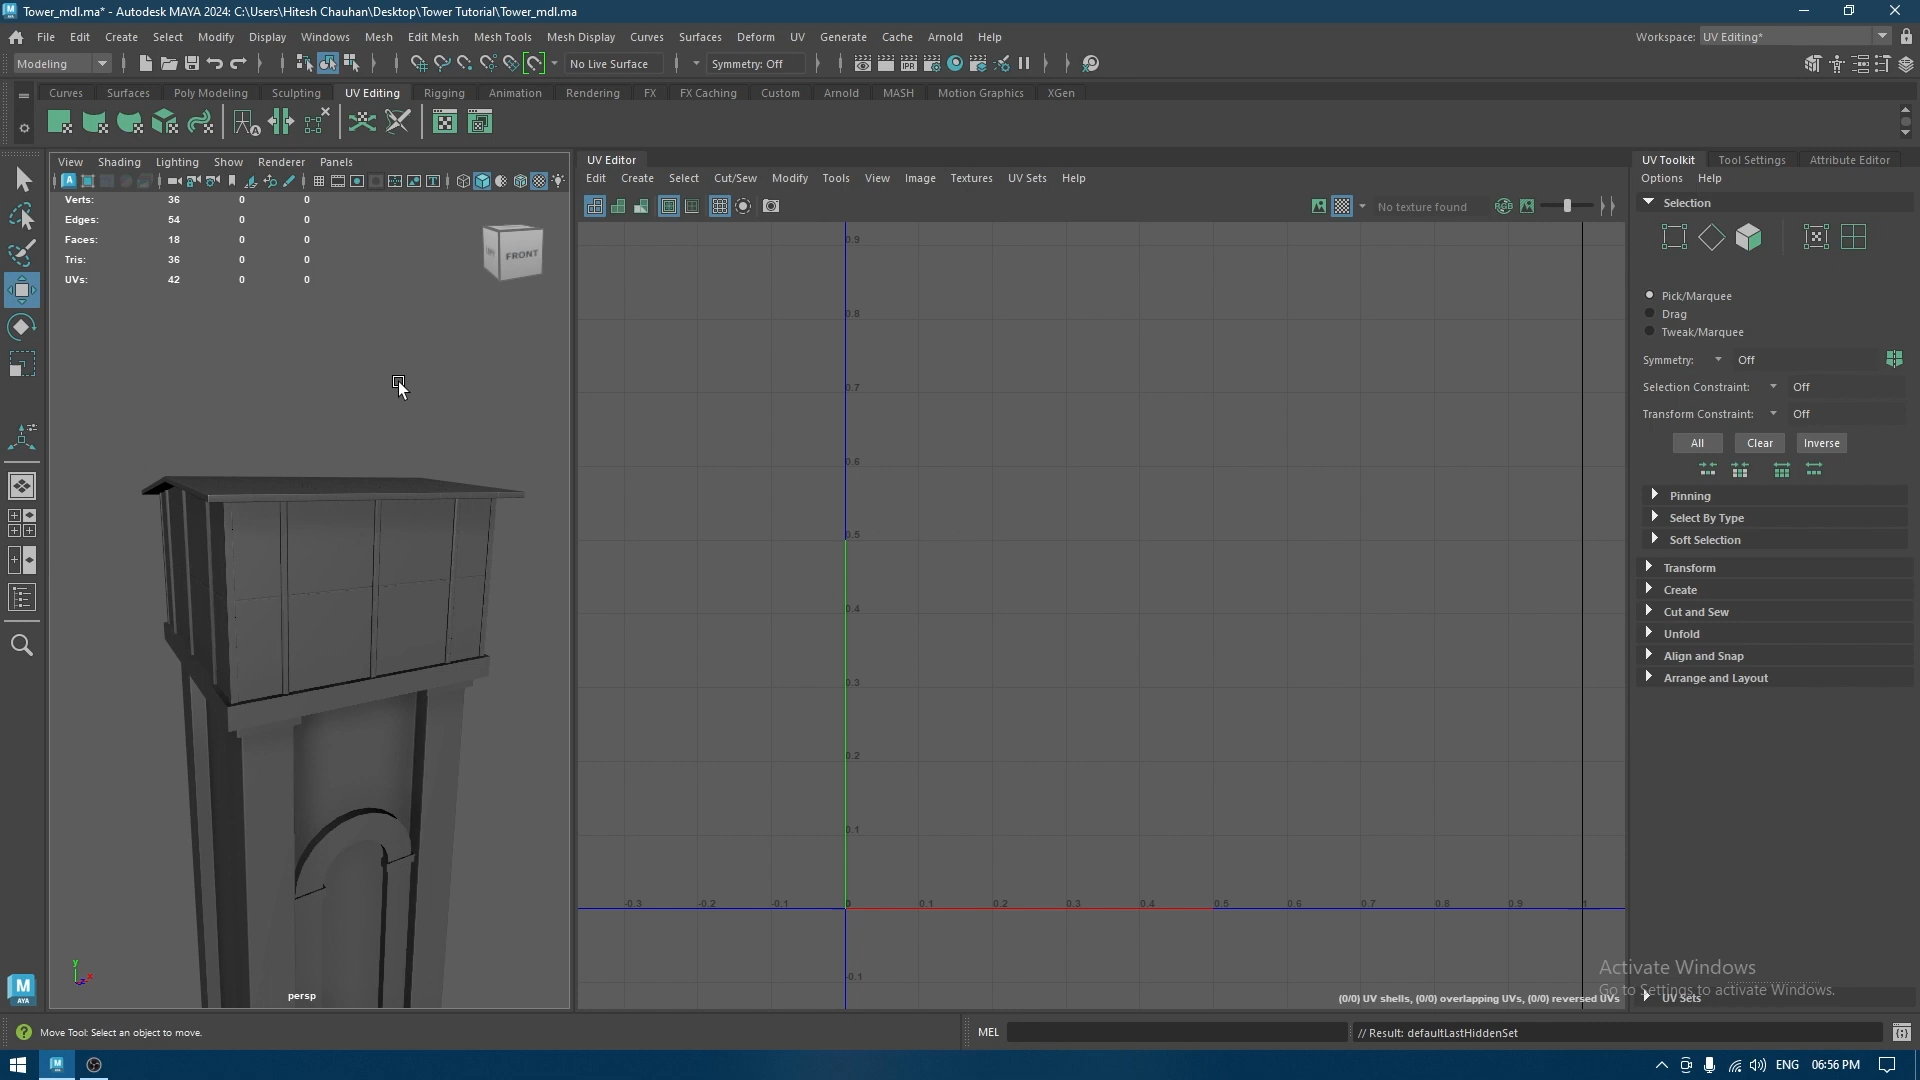 Tower_mdl.ma* - Autodesk MAYA 2024: C:\Users\Hitesh Chauhan\Desktop\Tower Tutorial\Tower_mdl.ma
File Edit Create Select Modify Display Windows Mesh Edit Mesh Mesh Tools Mesh Display Curves Surfaces Deform UV Generate Cache Arnold Help
Workspace: UV Editing*
Modeling
No Live Surface
Symmetry: Off
Curves Surfaces Poly Modeling Sculpting UV Editing Rigging Animation Rendering FX FX Caching Custom Arnold MASH Motion Graphics XGen
View Shading Lighting Show Renderer Panels
Verts: 36 0 0
Edges: 54 0 0
Faces: 18 0 0
Tris: 36 0 0
UVs: 42 0 0
FRONT
persp
y
x
UV Editor
Edit Create Select Cut/Sew Modify Tools View Image Textures UV Sets Help
No texture found
0.9
0.8
0.7
0.6
0.5
0.4
0.3
0.2
0.1
-0.3 -0.2 -0.1 0 0.1 0.2 0.3 0.4 0.5 0.6 0.7 0.8 0.9 1
-0.1
(0/0) UV shells, (0/0) overlapping UVs, (0/0) reversed UVs
UV Toolkit Tool Settings Attribute Editor
Options Help
Selection
Pick/Marquee
Drag
Tweak/Marquee
Symmetry: Off
Selection Constraint: Off
Transform Constraint: Off
All Clear Inverse
Pinning
Select By Type
Soft Selection
Transform
Create
Cut and Sew
Unfold
Align and Snap
Arrange and Layout
Activate Windows
Go to Settings to activate Windows.
UV Sets
Move Tool: Select an object to move.
MEL
// Result: defaultLastHiddenSet
M
AYA
ENG 06:56 PM